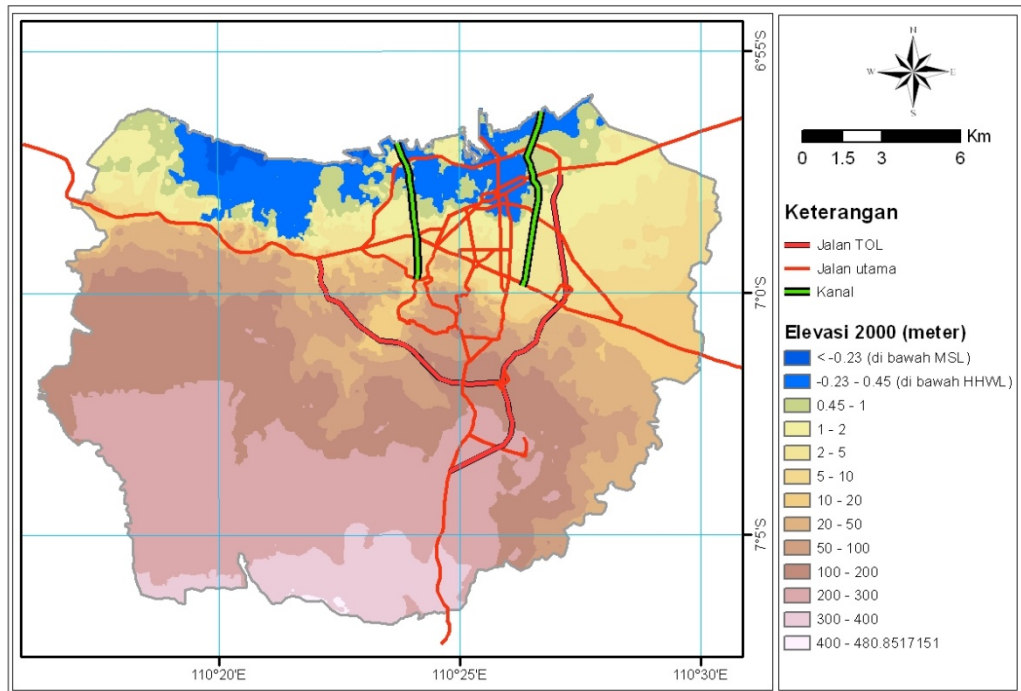 N
W E
S
Km
0 1.5 3 6
Keterangan
Jalan TOL
Jalan utama
Kanal
Elevasi 2000 (meter)
< -0.23 (di bawah MSL)
-0.23 - 0.45 (di bawah HHWL)
0.45 - 1
1 - 2
2 - 5
5 - 10
10 - 20
20 - 50
50 - 100
100 - 200
200 - 300
300 - 400
400 - 480.8517151
6°55'S
7°0'S
7°5'S
110°20'E 110°25'E 110°30'E